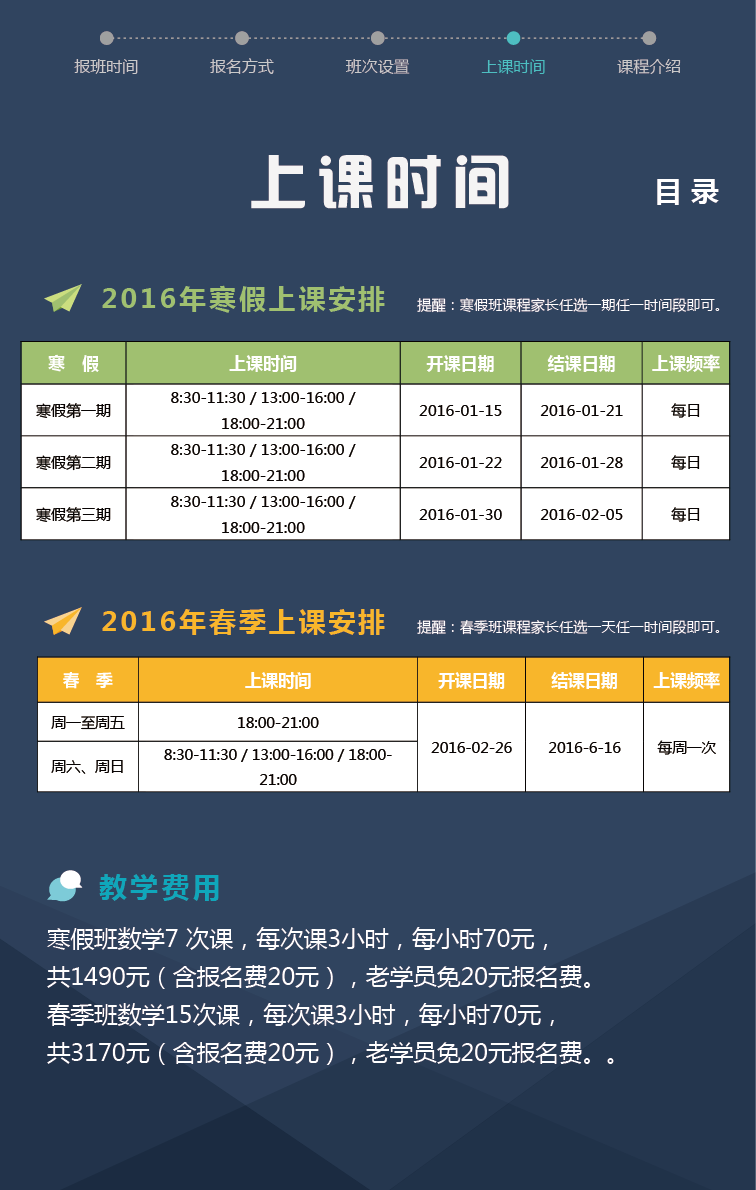 报班时间 报名方式 班次设置 上课时间 课程介绍
上课时间
目录
2016年寒假上课安排 提醒：寒假班课程家长任选一期任一时间段即可。
寒 假 上课时间 开课日期 结课日期 上课频率
寒假第一期 8:30-11:30 / 13:00-16:00 /
18:00-21:00 2016-01-15 2016-01-21 每日
寒假第二期 8:30-11:30 / 13:00-16:00 /
18:00-21:00 2016-01-22 2016-01-28 每日
寒假第三期 8:30-11:30 / 13:00-16:00 /
18:00-21:00 2016-01-30 2016-02-05 每日
2016年春季上课安排 提醒：春季班课程家长任选一天任一时间段即可。
春 季 上课时间 开课日期 结课日期 上课频率
周一至周五 18:00-21:00
2016-02-26 2016-6-16 每周一次
周六、周日 8:30-11:30 / 13:00-16:00 / 18:00-
21:00
教学费用
寒假班数学7 次课，每次课3小时，每小时70元，
共1490元（含报名费20元），老学员免20元报名费。
春季班数学15次课，每次课3小时，每小时70元，
共3170元（含报名费20元），老学员免20元报名费。。